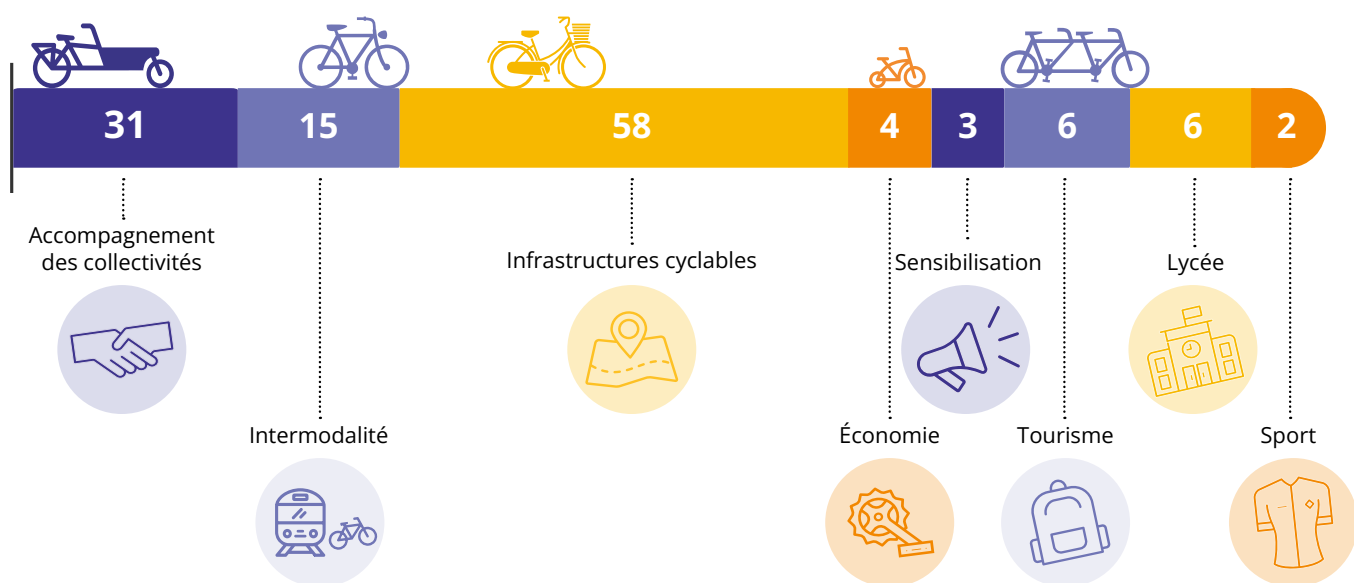 31 15 58 4 3 6 6 2
Accompagnement
des collectivités
Infrastructures cyclables
Sensibilisation
Lycée
Intermodalité
Économie
Tourisme
Sport